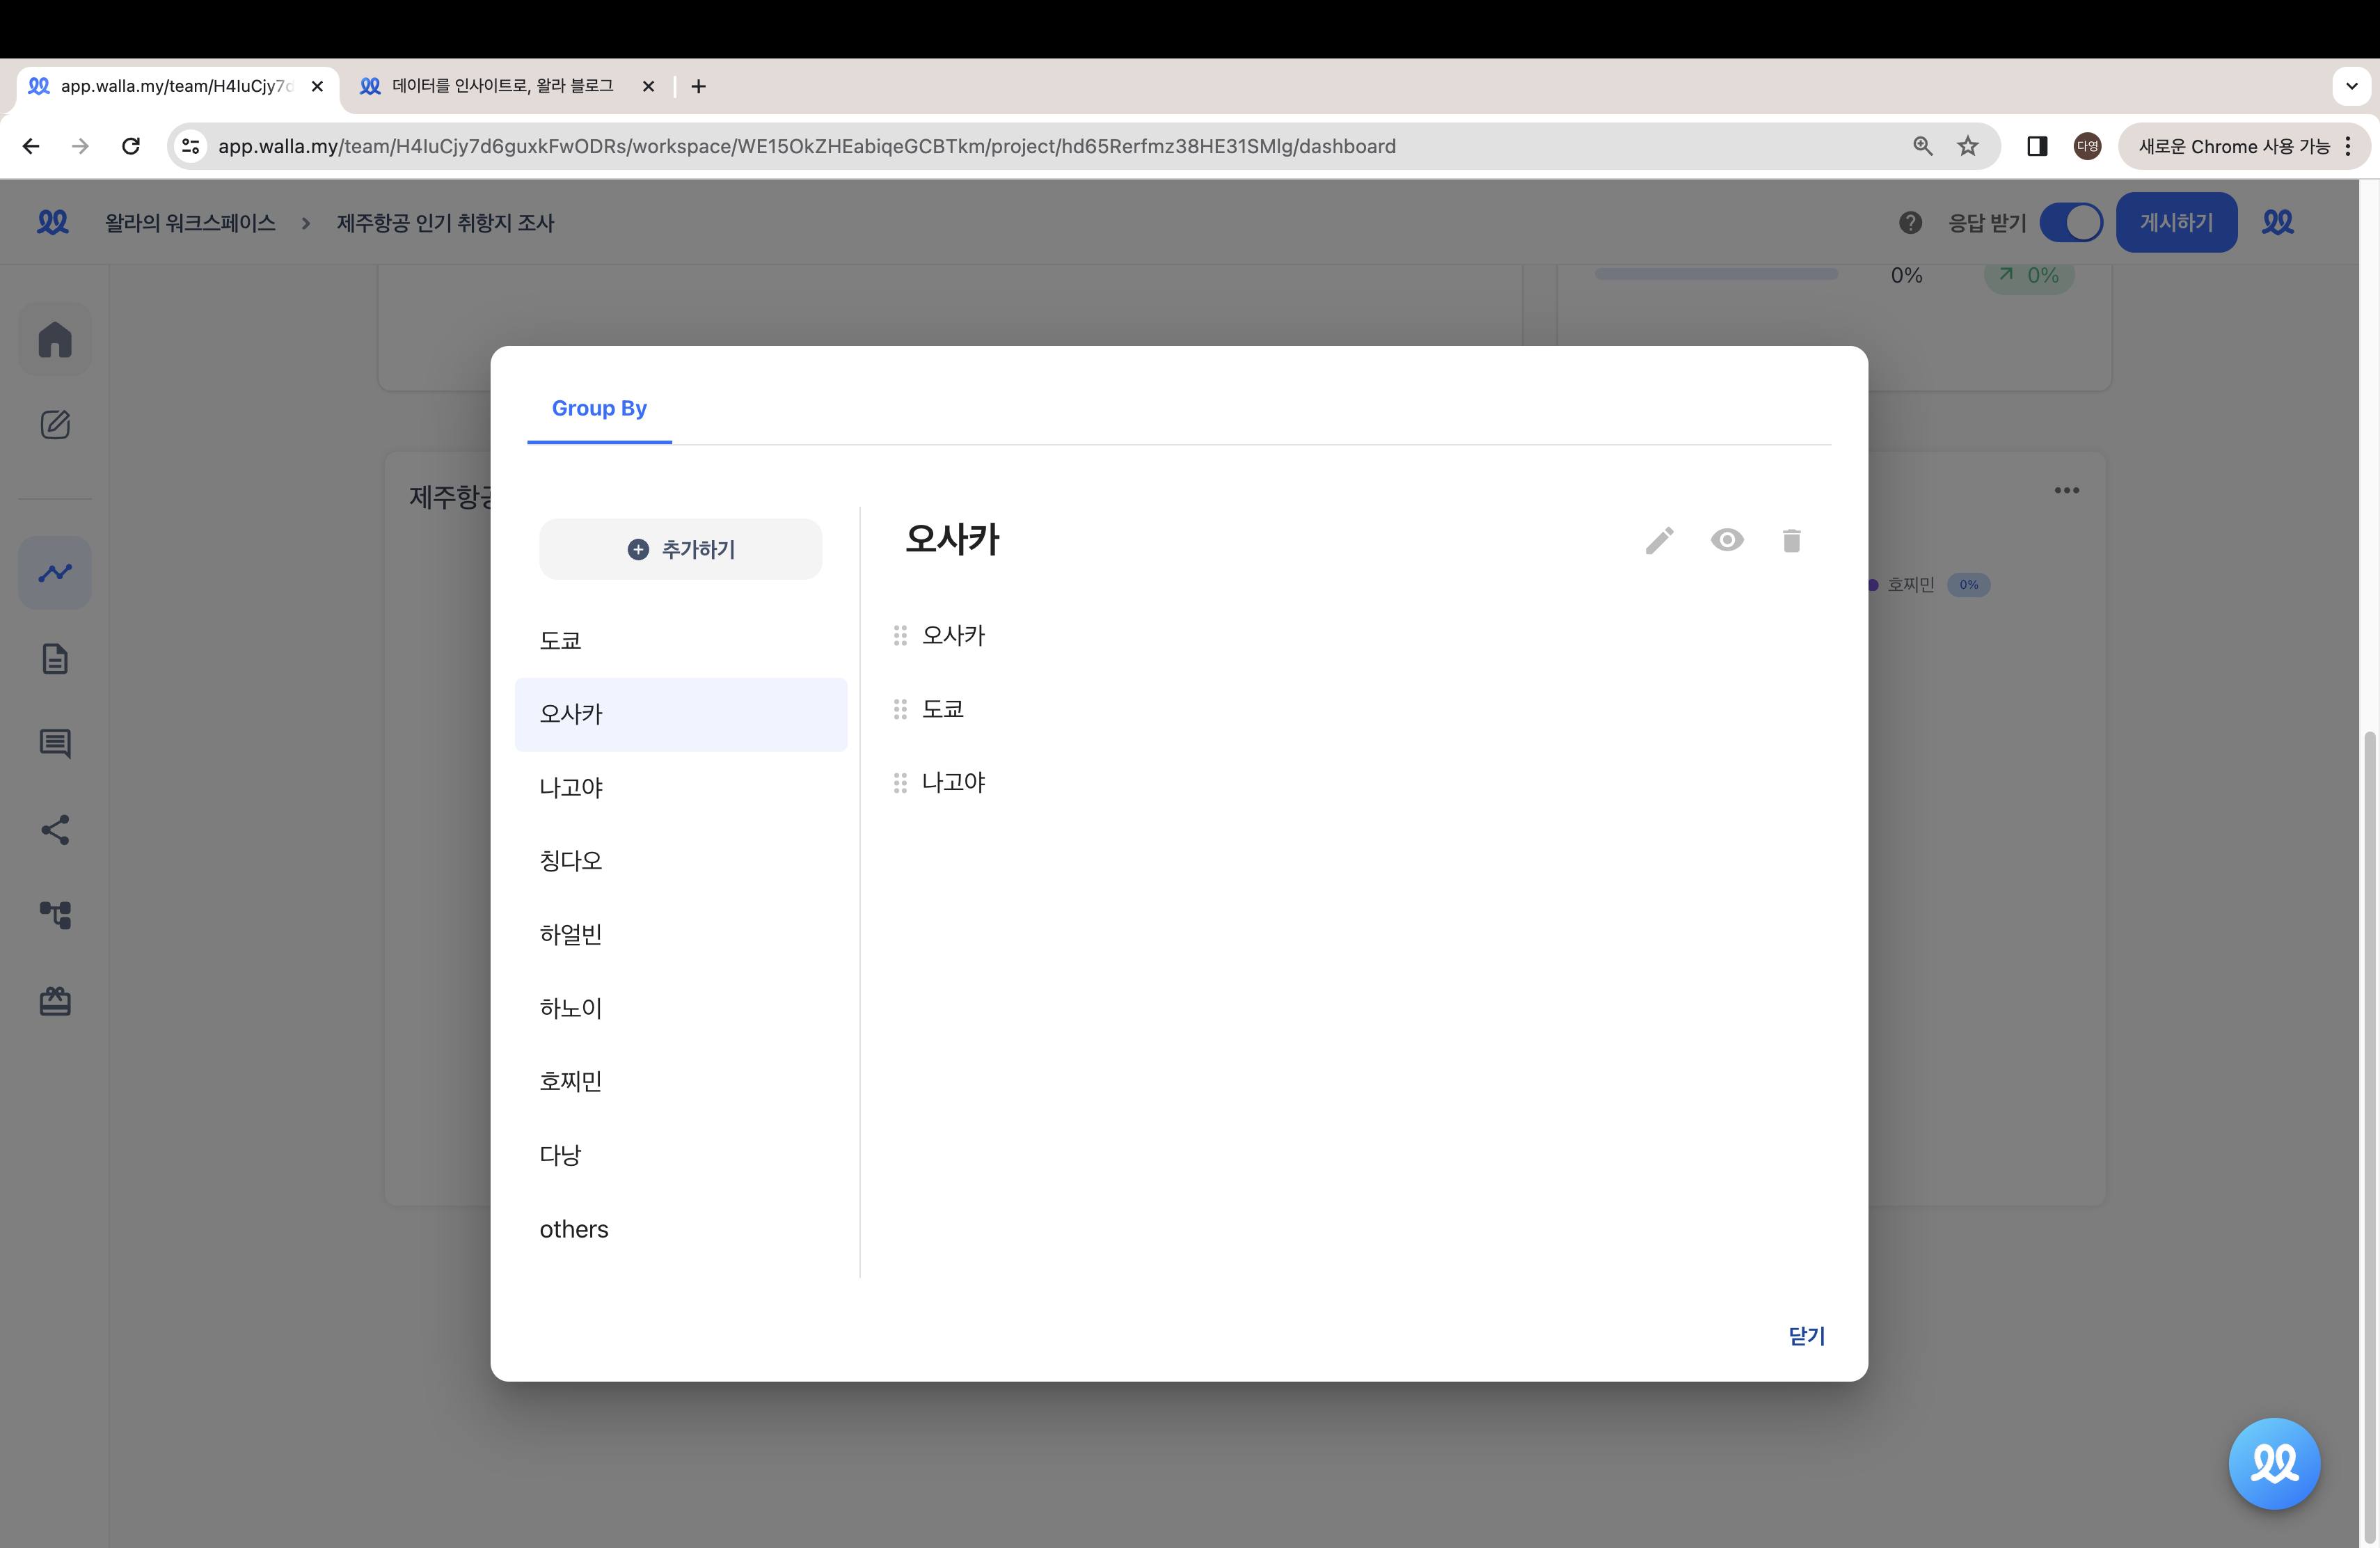 app.walla.my/team/H4IuCjy7d
데이터를 인사이트로, 왈라 블로그
app.walla.my/team/H4IuCjy7d6guxkFwODRs/workspace/WE15OkZHEabiqeGCBTkm/project/hd65Rerfmz38HE31SMlg/dashboard
다영
새로운 Chrome 사용 가능
왈라의 워크스페이스
제주항공 인기 취항지 조사
응답 받기
게시하기
0%
0%
제주항공
호찌민 0%
Group By
추가하기
도쿄
오사카
나고야
칭다오
하얼빈
하노이
호찌민
다낭
others
오사카
오사카
도쿄
나고야
닫기